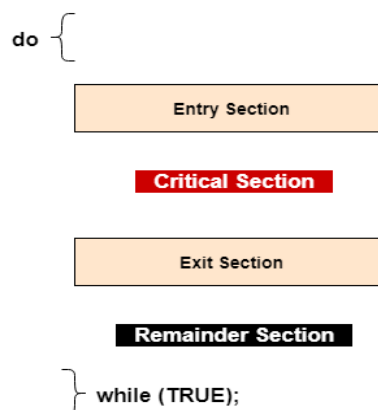 do {
Entry Section
Critical Section
Exit Section
Remainder Section
} while (TRUE);